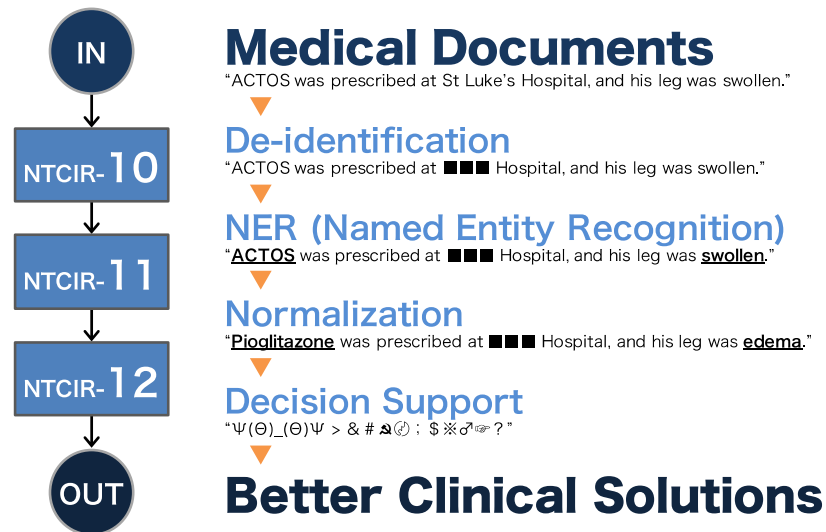 IN
Medical Documents
“ACTOS was prescribed at St Luke’s Hospital, and his leg was swollen.”
NTCIR-10
De-identification
“ACTOS was prescribed at ■■■ Hospital, and his leg was swollen.”
NER (Named Entity Recognition)
“ACTOS was prescribed at ■■■ Hospital, and his leg was swollen.”
NTCIR-11
Normalization
“Pioglitazone was prescribed at ■■■ Hospital, and his leg was edema.”
NTCIR-12
Decision Support
“Ψ(Θ)_(Θ)Ψ > & # ☭〄 ; $ ※♂☞ ? ”
OUT
Better Clinical Solutions